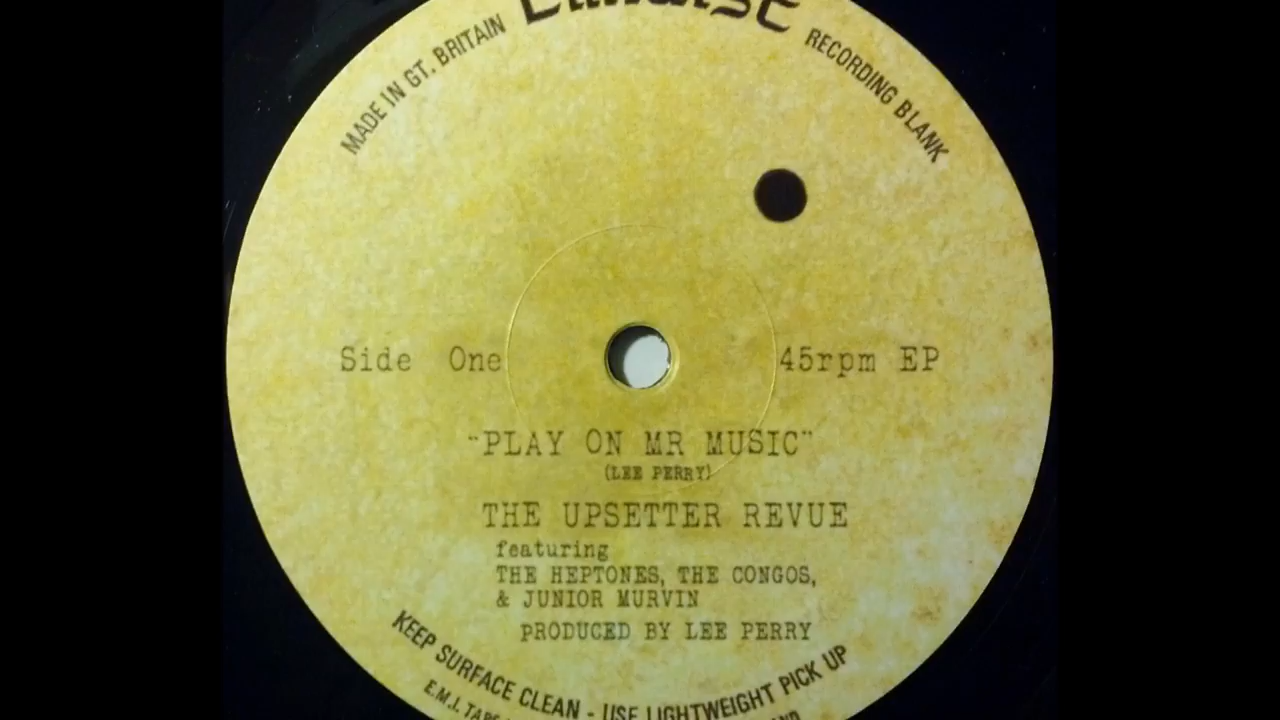 MADE IN GT. BRITAIN
RECORDING BLANK
Side One
45rpm EP
"PLAY ON MR MUSIC"
(LEE PERRY)
THE UPSETTER REVUE
featuring
THE HEPTONES, THE CONGOS,
& JUNIOR MURVIN
PRODUCED BY LEE PERRY
KEEP SURFACE CLEAN - USE LIGHTWEIGHT PICK UP
E.M.I.